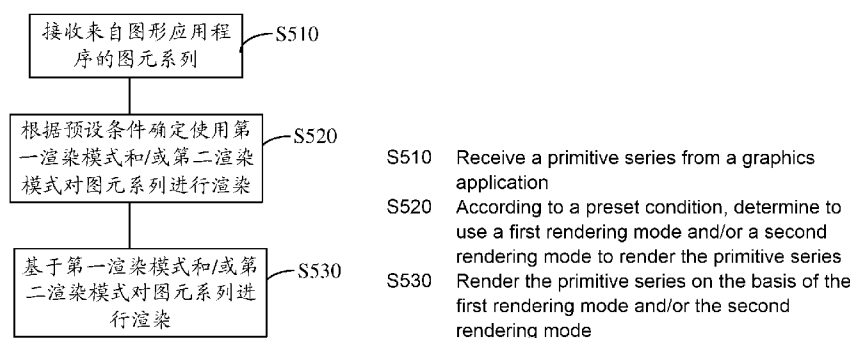 接收来自图形应用程
序的图元系列
S510
根据预设条件确定使用第
一渲染模式和/或第二渲染
模式对图元系列进行渲染
S520
基于第一渲染模式和/或第
二渲染模式对图元系列进
行渲染
S530
S510 Receive a primitive series from a graphics
application
S520 According to a preset condition, determine to
use a first rendering mode and/or a second
rendering mode to render the primitive series
S530 Render the primitive series on the basis of the
first rendering mode and/or the second
rendering mode